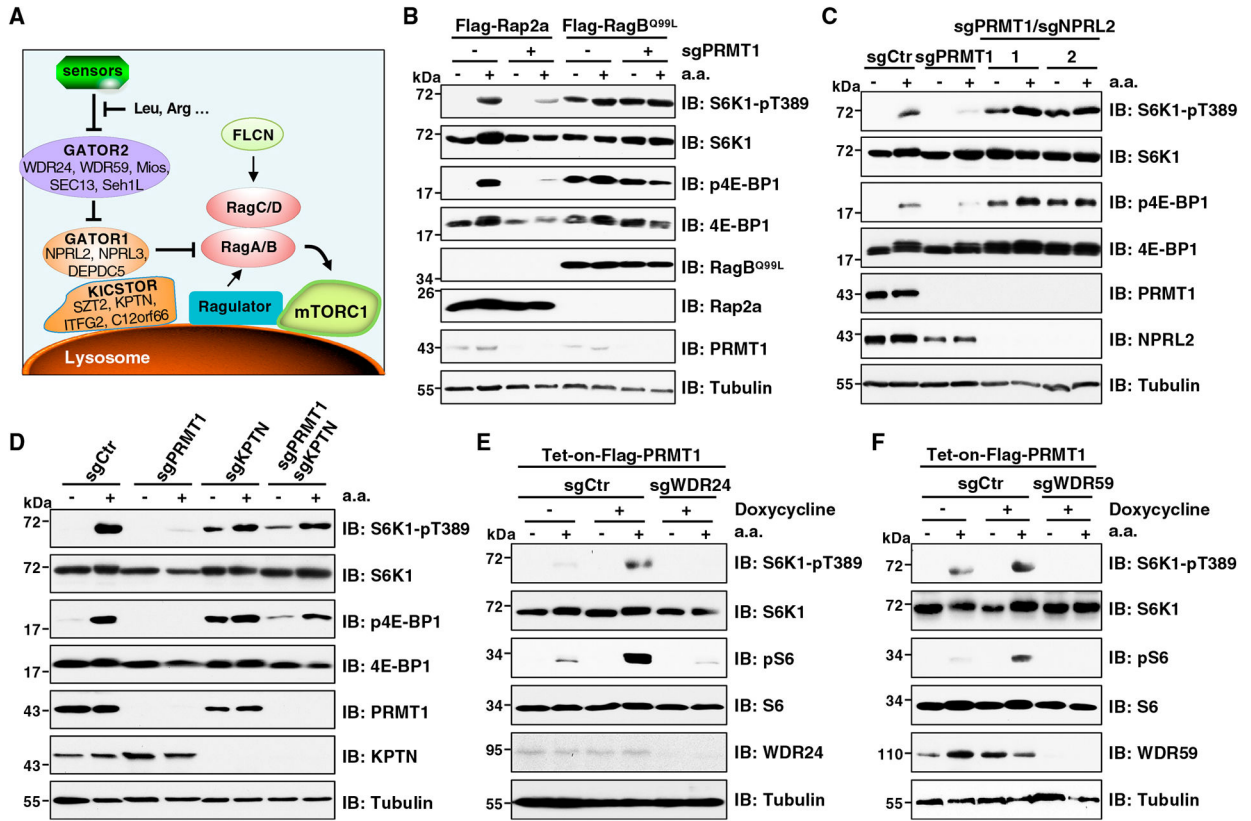 A
sensors
Leu, Arg ...
GATOR2
WDR24, WDR59, Mios,
SEC13, Seh1L
FLCN
RagC/D
GATOR1
NPRL2, NPRL3,
DEPDC5
RagA/B
KICSTOR
SZT2, KPTN,
ITFG2, C12orf66
Ragulator
mTORC1
Lysosome
B
Flag-Rap2a Flag-RagBQ99L
- + - + sgPRMT1
kDa - + - + - + - + a.a.
72 IB: S6K1-pT389
72 IB: S6K1
17 IB: p4E-BP1
17 IB: 4E-BP1
34 IB: RagBQ99L
26 IB: Rap2a
43 IB: PRMT1
55 IB: Tubulin
C
sgPRMT1/sgNPRL2
sgCtr sgPRMT1 1 2
kDa - + - + - + - + a.a.
72 IB: S6K1-pT389
72 IB: S6K1
17 IB: p4E-BP1
17 IB: 4E-BP1
43 IB: PRMT1
43 IB: NPRL2
55 IB: Tubulin
D
sgCtr
sgPRMT1
sgKPTN
sgPRMT1
sgKPTN
kDa - + - + - + - + a.a.
72 IB: S6K1-pT389
72 IB: S6K1
17 IB: p4E-BP1
17 IB: 4E-BP1
43 IB: PRMT1
43 IB: KPTN
55 IB: Tubulin
E
Tet-on-Flag-PRMT1
sgCtr sgWDR24
- + + Doxycycline
kDa - + - + - + a.a.
72 IB: S6K1-pT389
72 IB: S6K1
34 IB: pS6
34 IB: S6
95 IB: WDR24
55 IB: Tubulin
F
Tet-on-Flag-PRMT1
sgCtr sgWDR59
- + + Doxycycline
kDa - + - + - + a.a.
72 IB: S6K1-pT389
72 IB: S6K1
34 IB: pS6
34 IB: S6
110 IB: WDR59
55 IB: Tubulin